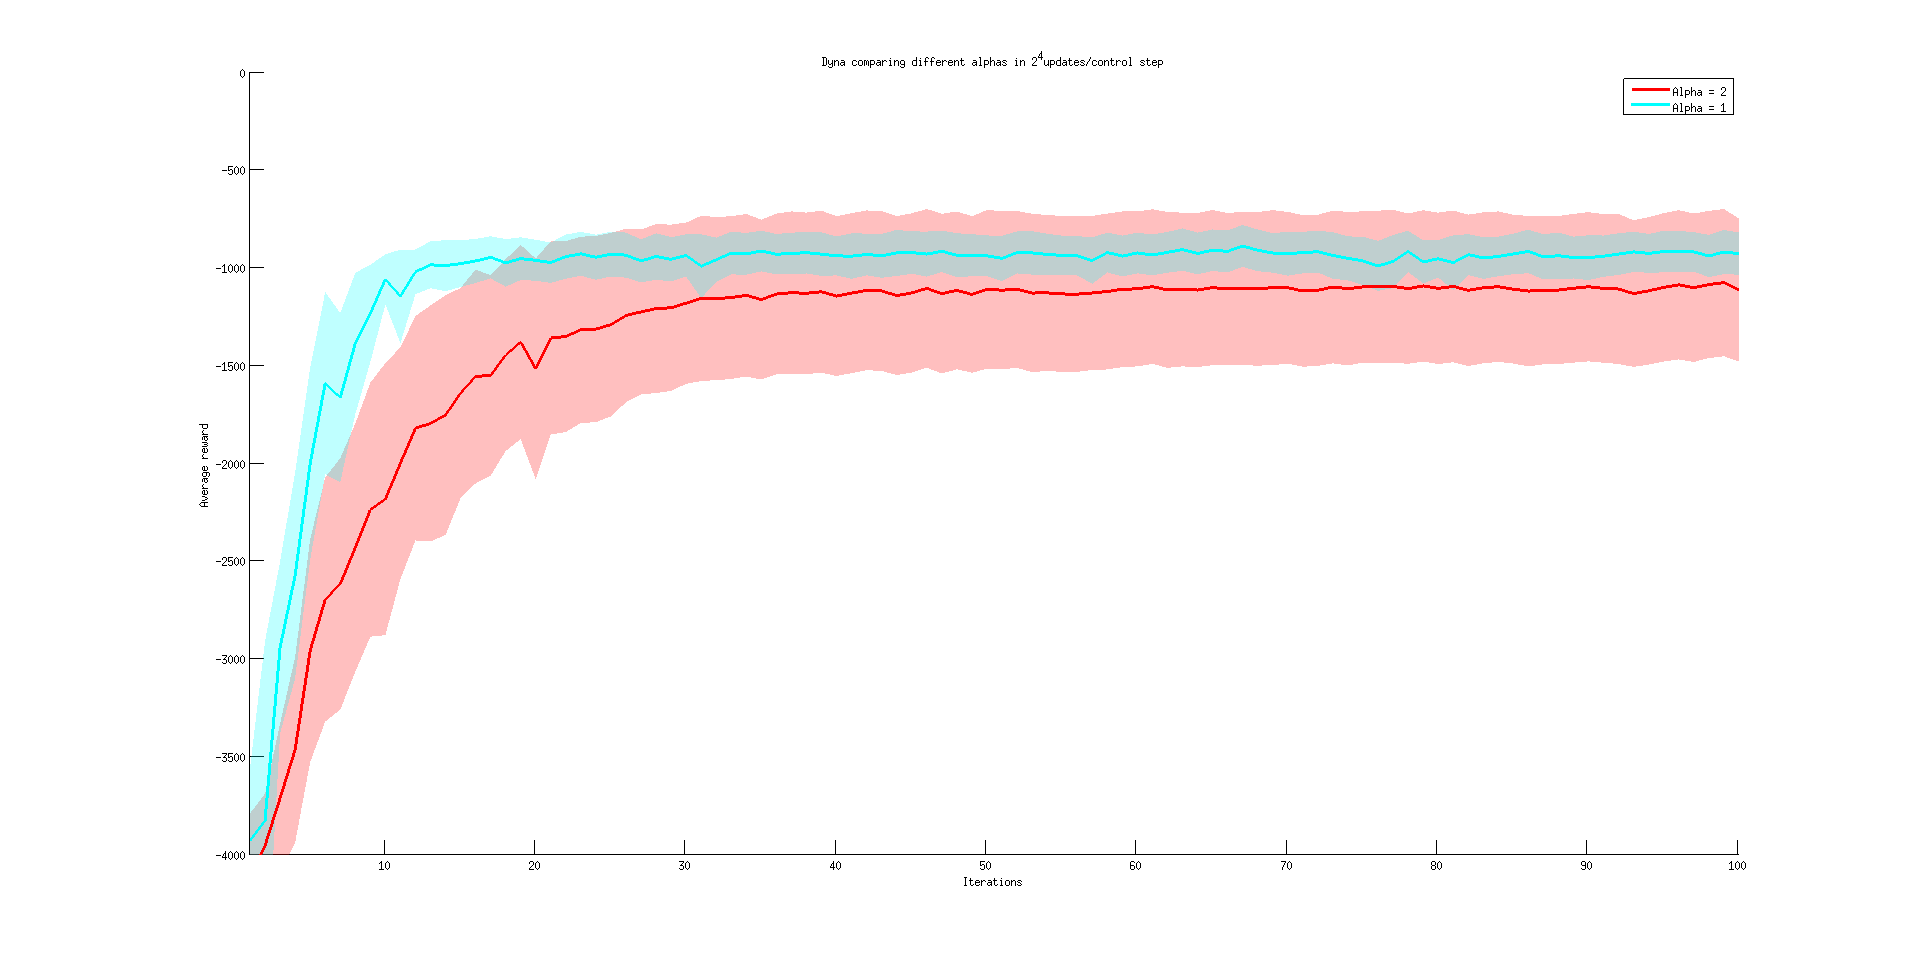 Dyna comparing different alphas in 2^4 updates/control step
Alpha = 2
Alpha = 1
0
-500
-1000
-1500
-2000
-2500
-3000
-3500
-4000
Average reward
10 20 30 40 50 60 70 80 90 100
Iterations